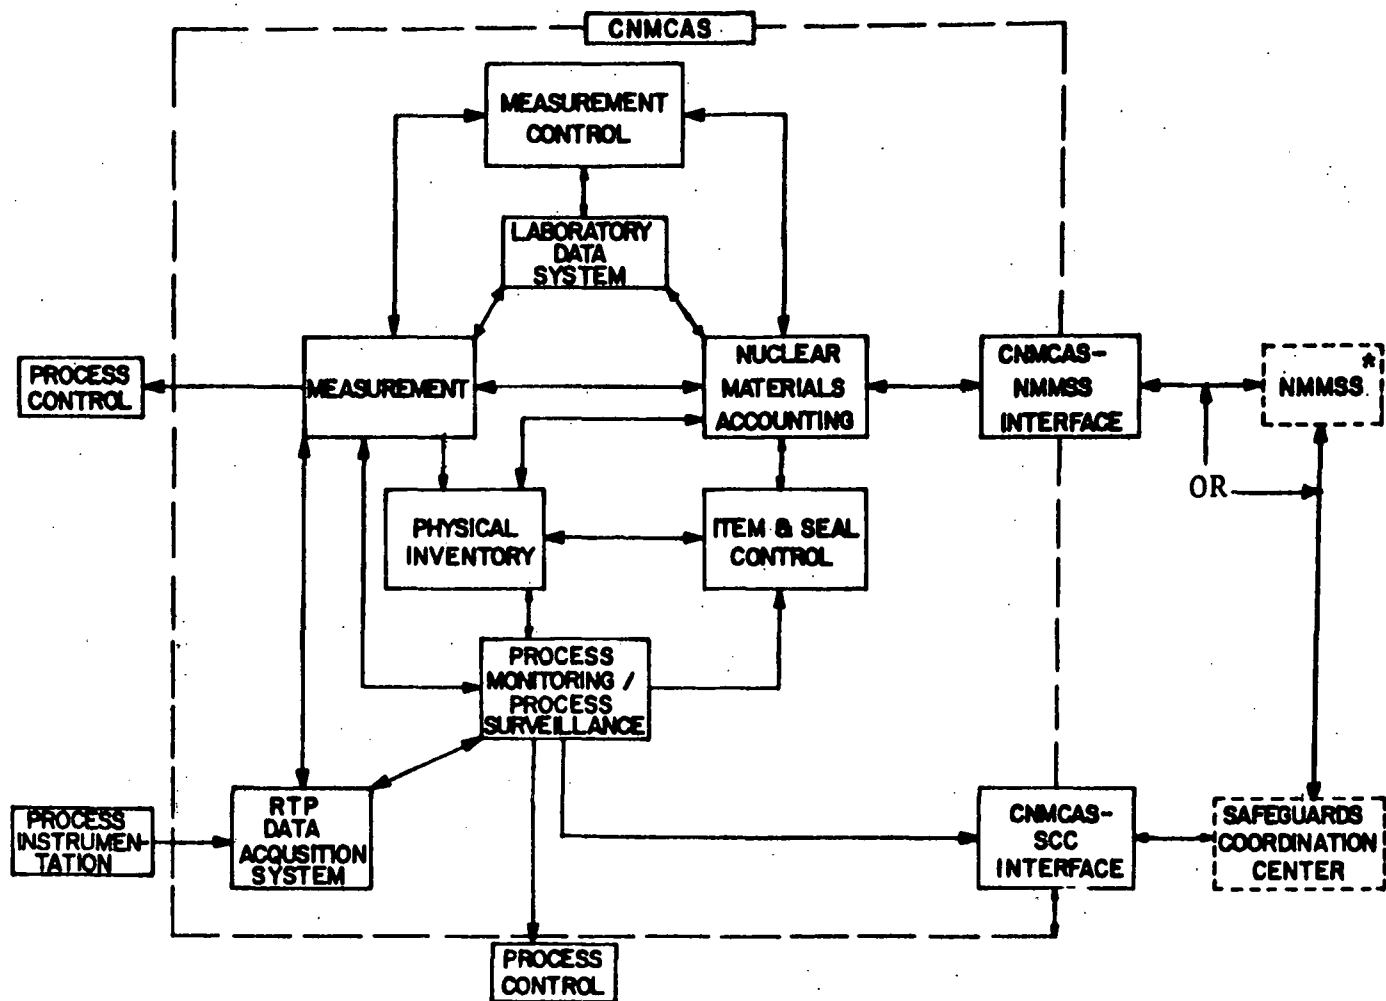 CNMCAS
MEASUREMENT
CONTROL
LABORATORY
DATA
SYSTEM
PROCESS
CONTROL
MEASUREMENT
NUCLEAR
MATERIALS
ACCOUNTING
CNMCAS-
NMMSS
INTERFACE
NMMSS *
OR
PHYSICAL
INVENTORY
ITEM & SEAL
CONTROL
PROCESS
MONITORING /
PROCESS
SURVEILLANCE
PROCESS
INSTRUMEN-
TATION
RTP
DATA
ACQUSITION
SYSTEM
CNMCAS-
SCC
INTERFACE
SAFEGUARDS
COORDINATION
CENTER
PROCESS
CONTROL